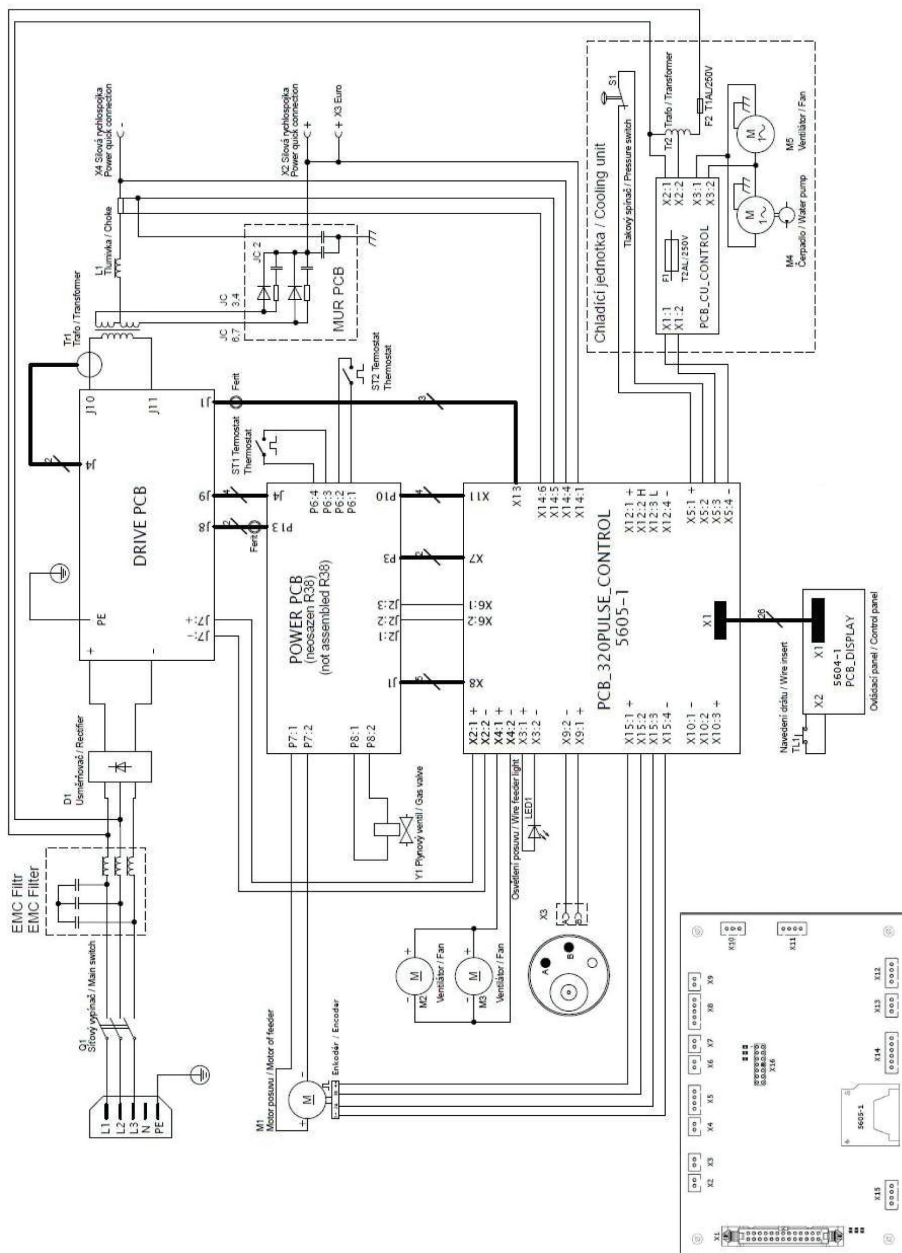 X4 Silová rychlospojka
Power quick connection
-
X2 Silová rychlospojka
Power quick connection
+
+ X3 Euro
L1
Tlumivka / Choke
Tr1
Trafo / Transformer
JC
3,4
JC
6,7
JC 2
MUR PCB
J10
J11
J4
2
DRIVE PCB
PE
+
-
J1
J9
J8
J7:+
J7:-
Ferit
3
4
2
Ferit
ST1 Termostat
Thermostat
ST2 Termostat
Thermostat
D1
Usměrňovač / Rectifier
EMC Filtr
EMC Filter
Q1
Síťový vypínač / Main switch
L1
L2
L3
N
PE
POWER PCB
(neosazen R38)
(not assembled R38)
J4
P13
P6:4
P6:3
P6:2
P6:1
P7:1
P7:2
P8:1
P8:2
P10
P3
J2:3
J2:2
J2:1
J1
4
2
M1
Motor posuvu / Motor of feeder
M
+
-
Enkodér / Encoder
Y1 Plynový ventil / Gas valve
PCB_320PULSE_CONTROL
5605-1
X11
X7
X6:1
X6:2
X8
X13
X14:6
X14:5
X14:4
X14:1
X12:1 +
X12:2 H
X12:3 L
X12:4 -
X5:1 +
X5:2
X5:3
X5:4 -
X2:1 +
X2:2 -
X4:1 +
X4:2 -
X3:1 +
X3:2 -
X9:2 -
X9:1 +
X15:1 +
X15:2
X15:3
X15:4 -
X10:1 -
X10:2
X10:3 +
X1
26
M
- +
M2
Ventilátor / Fan
M
- +
M3
Ventilátor / Fan
Osvětlení posuvu / Wire feeder light
LED1
X3
A
B
A
B
Navedení drátu / Wire insert
TL1
X2
X1
5604-1
PCB_DISPLAY
Ovládací panel / Control panel
Chladící jednotka / Cooling unit
S1
Tlakový spínač / Pressure switch
Tr2
Trafo / Transformer
F2 T1AL/250V
X2:1
X2:2
X3:1
X3:2
X1:1
X1:2
F1
T2AL/250V
PCB_CU_CONTROL
M
1~
M
1~
M5
Ventilátor / Fan
M4
Čerpadlo / Water pump
X1
X2
X3
X4
X5
X6
X7
X8
X9
X10
X11
X12
X13
X14
X15
X16
5605-1